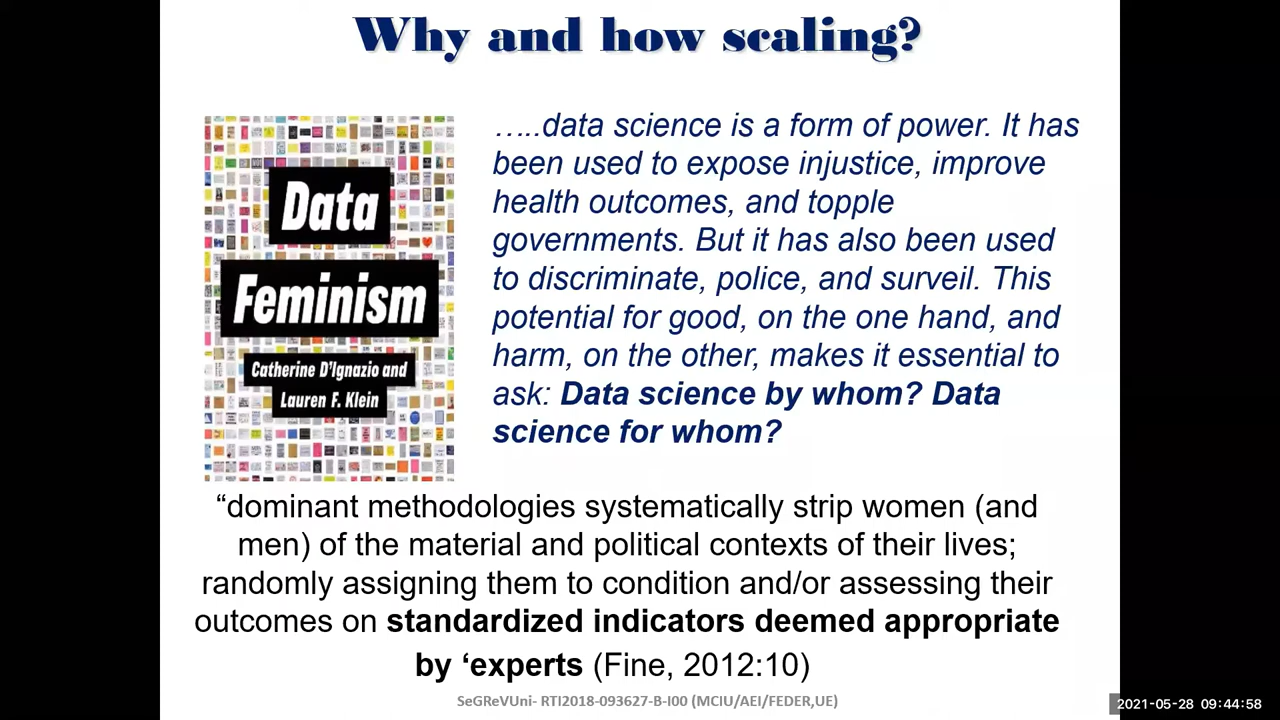 Why and how scaling?
Data
Feminism
Catherine D'Ignazio and
Lauren F. Klein
…..data science is a form of power. It has
been used to expose injustice, improve
health outcomes, and topple
governments. But it has also been used
to discriminate, police, and surveil. This
potential for good, on the one hand, and
harm, on the other, makes it essential to
ask: Data science by whom? Data
science for whom?
“dominant methodologies systematically strip women (and
men) of the material and political contexts of their lives;
randomly assigning them to condition and/or assessing their
outcomes on standardized indicators deemed appropriate
by ‘experts (Fine, 2012:10)
SeGReVUni- RTI2018-093627-B-I00 (MCIU/AEI/FEDER,UE)
2021-05-28 09:44:58